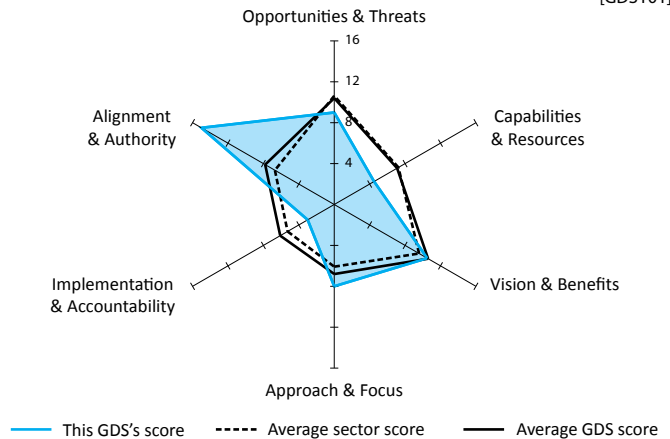 [GDS101]
Opportunities & Threats
16
12
8
4
Alignment
& Authority
Capabilities
& Resources
Implementation
& Accountability
Vision & Benefits
Approach & Focus
This GDS's score
Average sector score
Average GDS score